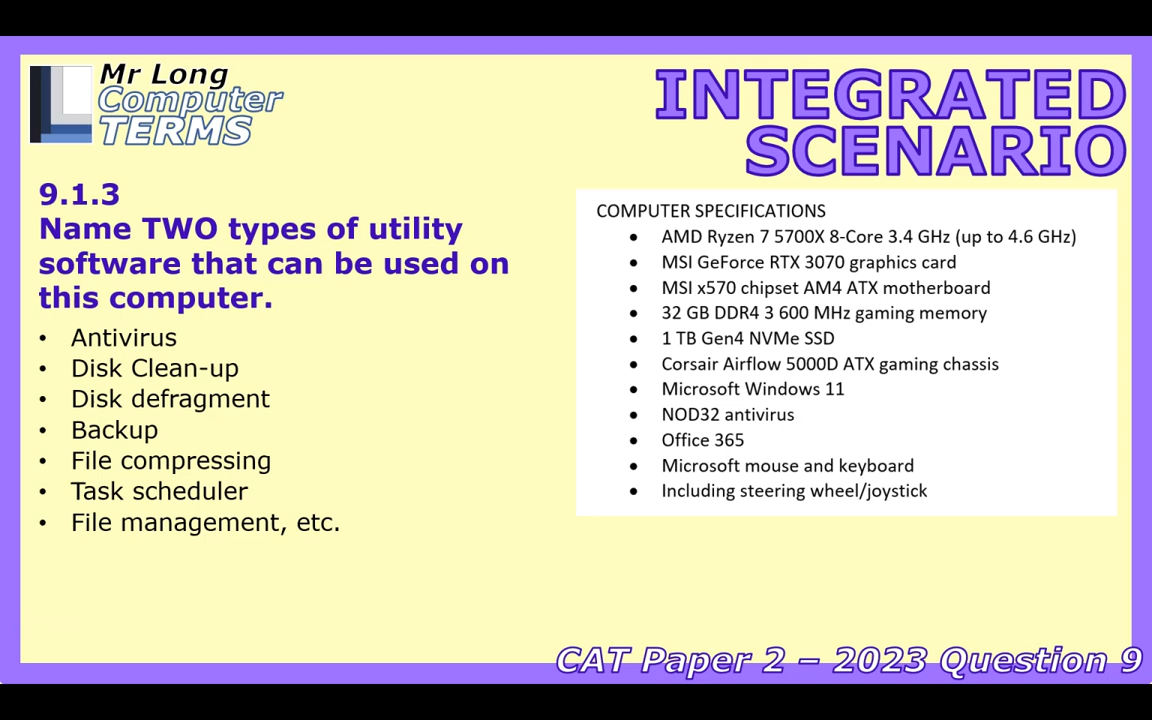 Mr Long
Computer
TERMS
INTEGRATED
SCENARIO
9.1.3
Name TWO types of utility
software that can be used on
this computer.
• Antivirus
• Disk Clean-up
• Disk defragment
• Backup
• File compressing
• Task scheduler
• File management, etc.
COMPUTER SPECIFICATIONS
• AMD Ryzen 7 5700X 8-Core 3.4 GHz (up to 4.6 GHz)
• MSI GeForce RTX 3070 graphics card
• MSI x570 chipset AM4 ATX motherboard
• 32 GB DDR4 3 600 MHz gaming memory
• 1 TB Gen4 NVMe SSD
• Corsair Airflow 5000D ATX gaming chassis
• Microsoft Windows 11
• NOD32 antivirus
• Office 365
• Microsoft mouse and keyboard
• Including steering wheel/joystick
CAT Paper 2 – 2023 Question 9